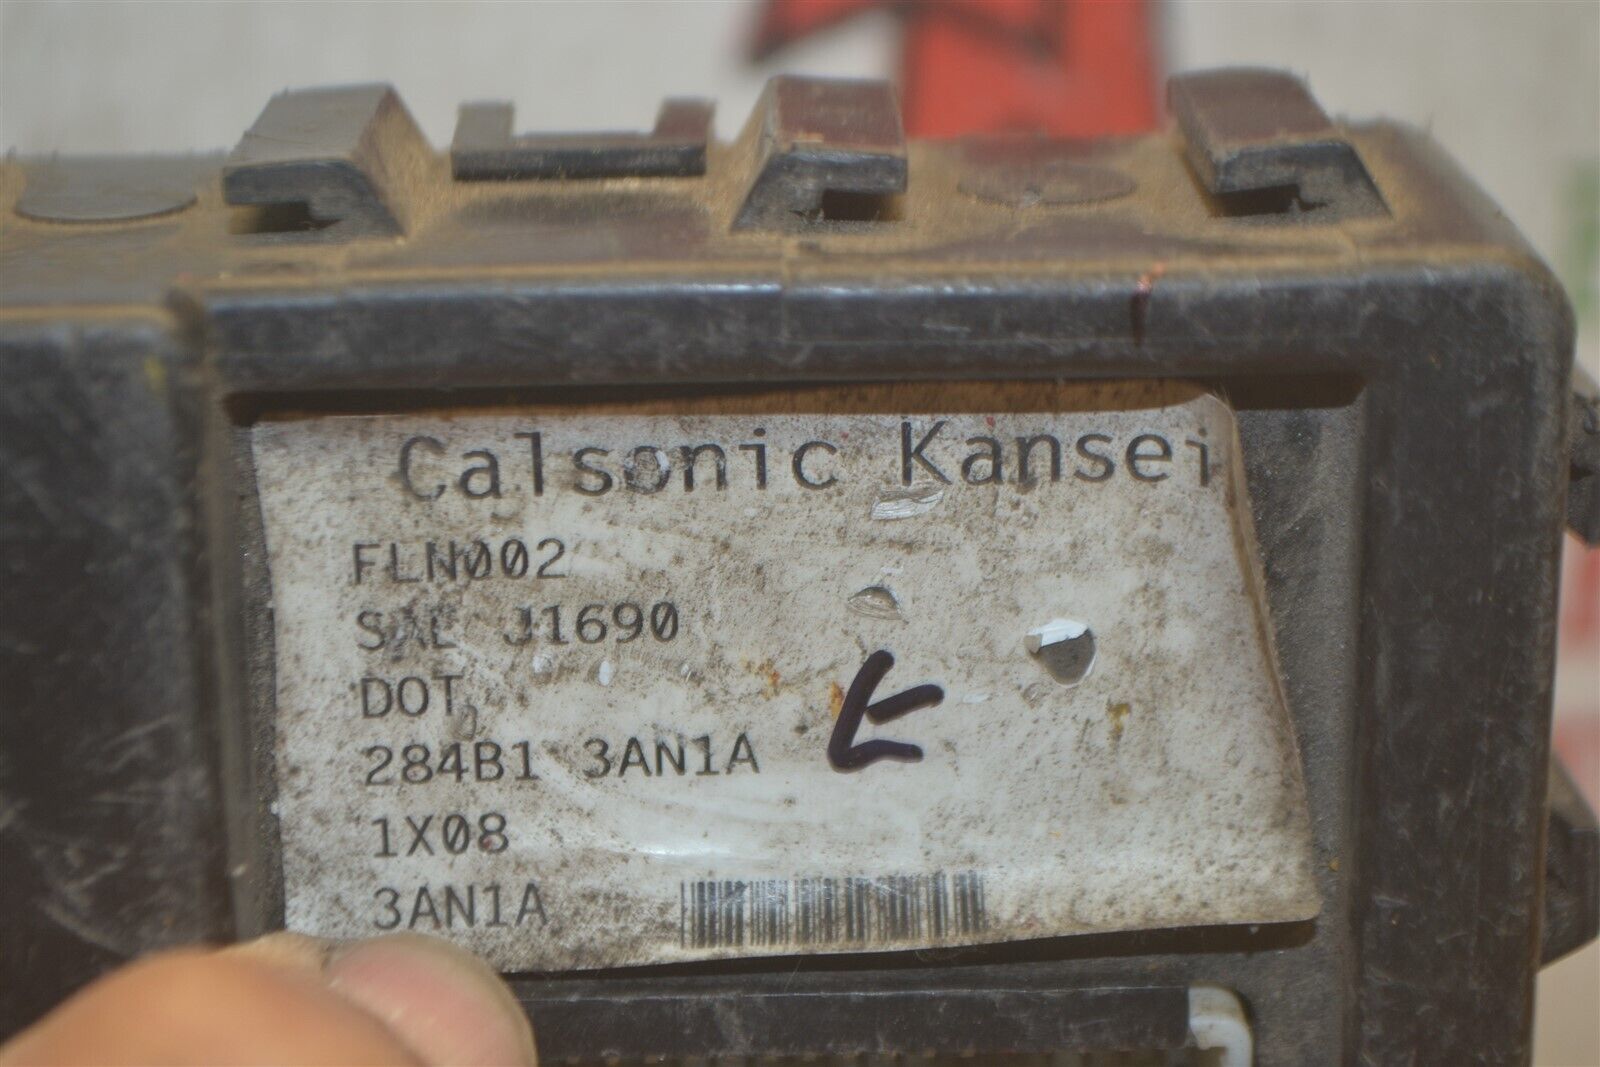 Calsonic Kansei
FLN002
SAE J1690
DOT
284B1 3AN1A
1X08
3AN1A